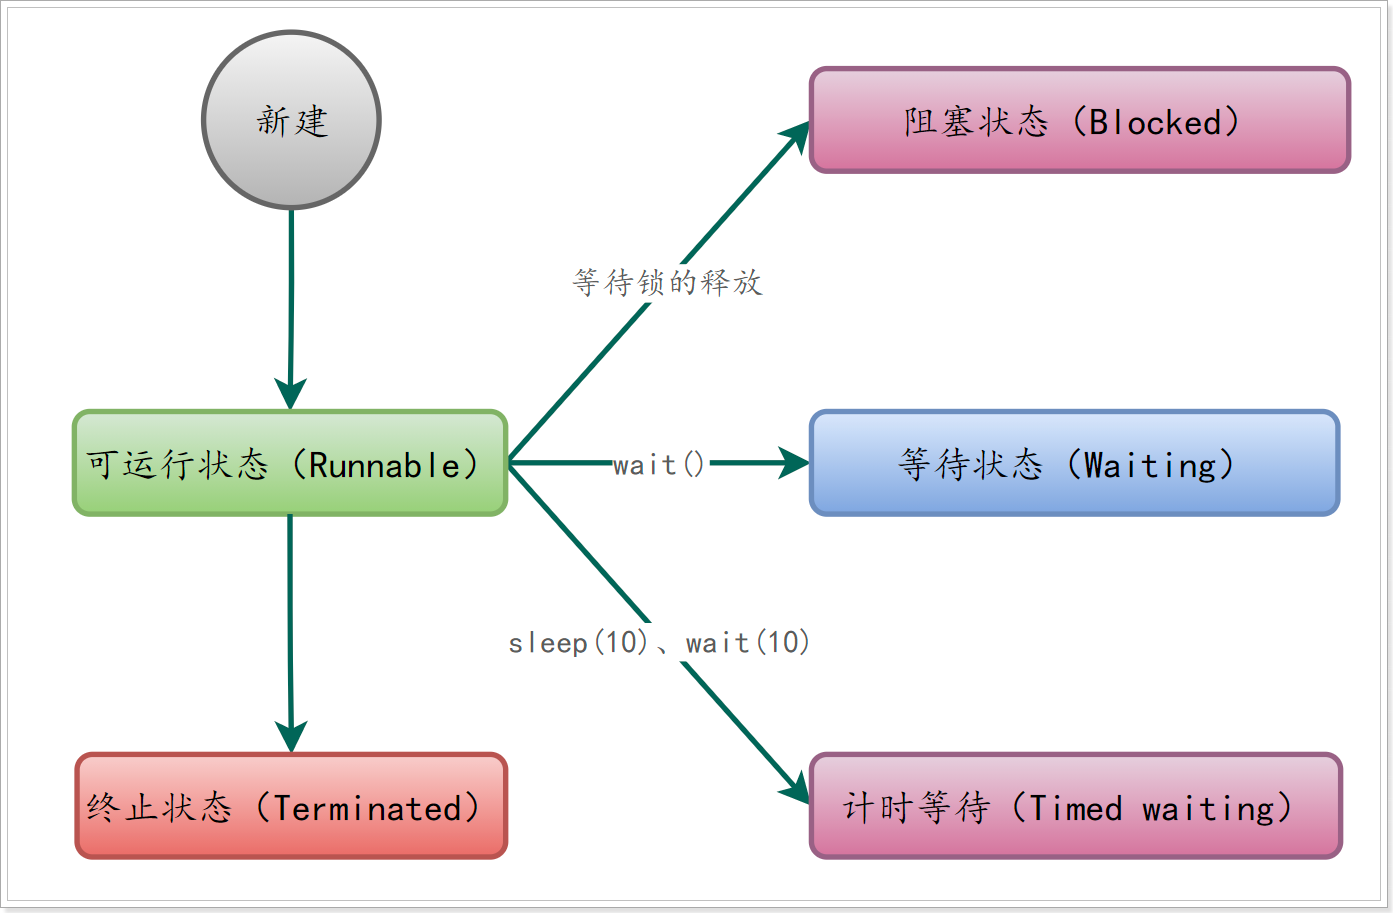 新建
阻塞状态（Blocked）
等待锁的释放
可运行状态（Runnable）
wait()
等待状态（Waiting）
sleep(10)、wait(10)
终止状态（Terminated）
计时等待（Timed waiting）